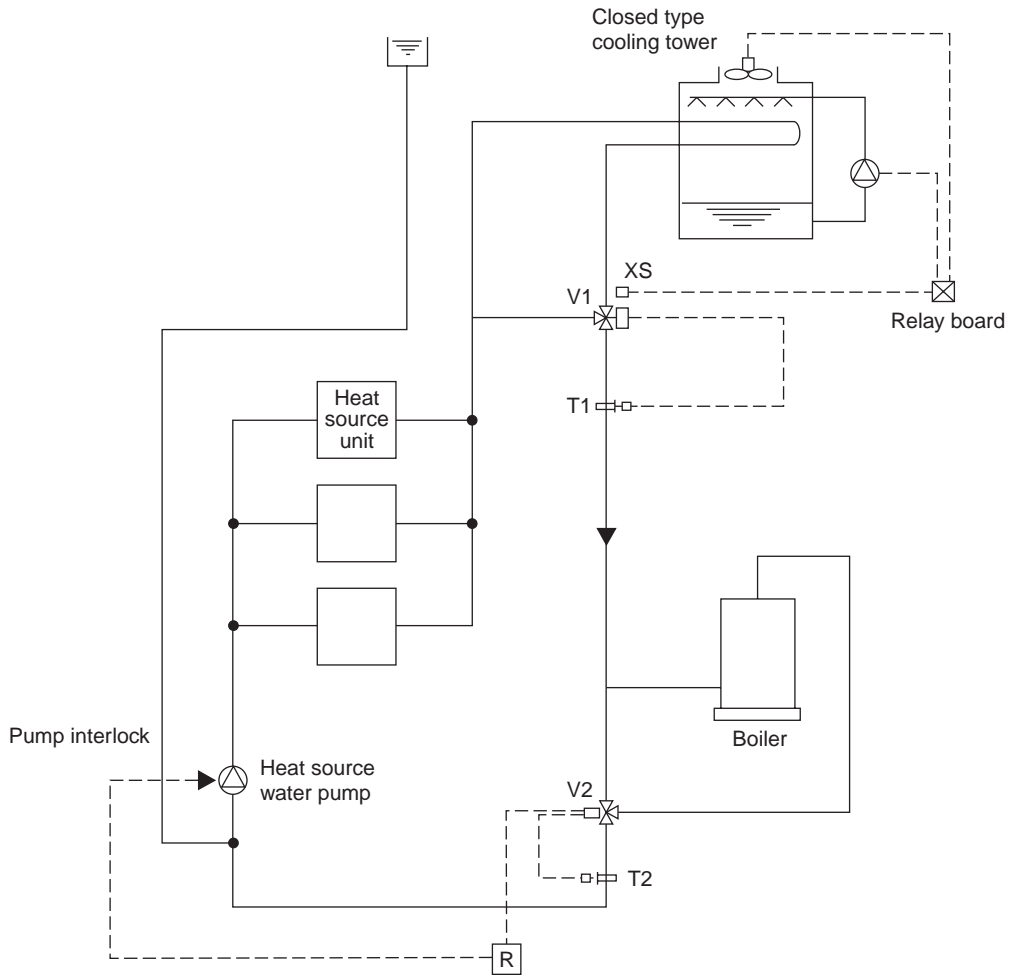 Closed type
cooling tower
XS
V1
Relay board
T1
Heat
source
unit
Boiler
Pump interlock
Heat source
water pump
V2
T2
R